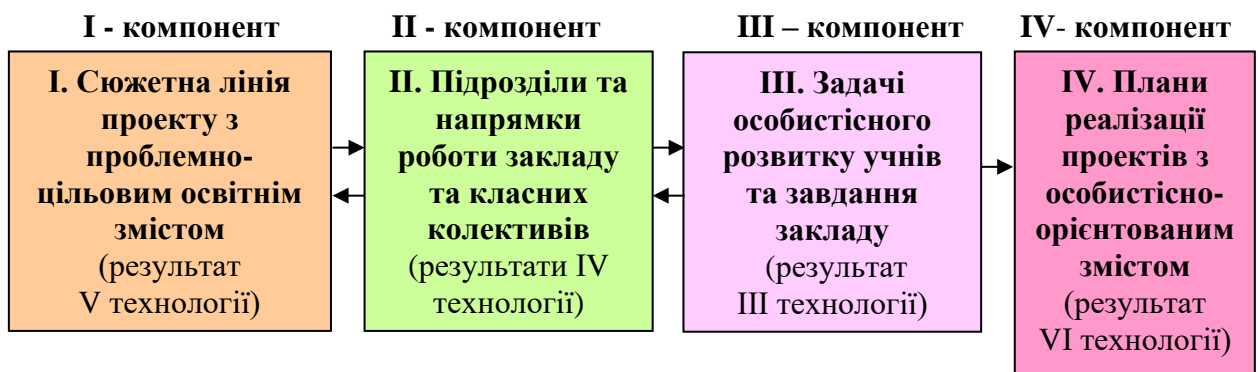 I - компонент
II - компонент
III – компонент
IV- компонент
I. Сюжетна лінія
проекту з
проблемно-
цільовим освітнім
змістом
(результат
V технології)
II. Підрозділи та
напрямки
роботи закладу
та класних
колективів
(результати IV
технології)
III. Задачі
особистісного
розвитку учнів
та завдання
закладу
(результат
III технології)
IV. Плани
реалізації
проектів з
особистісно-
орієнтованим
змістом
(результат
VI технології)